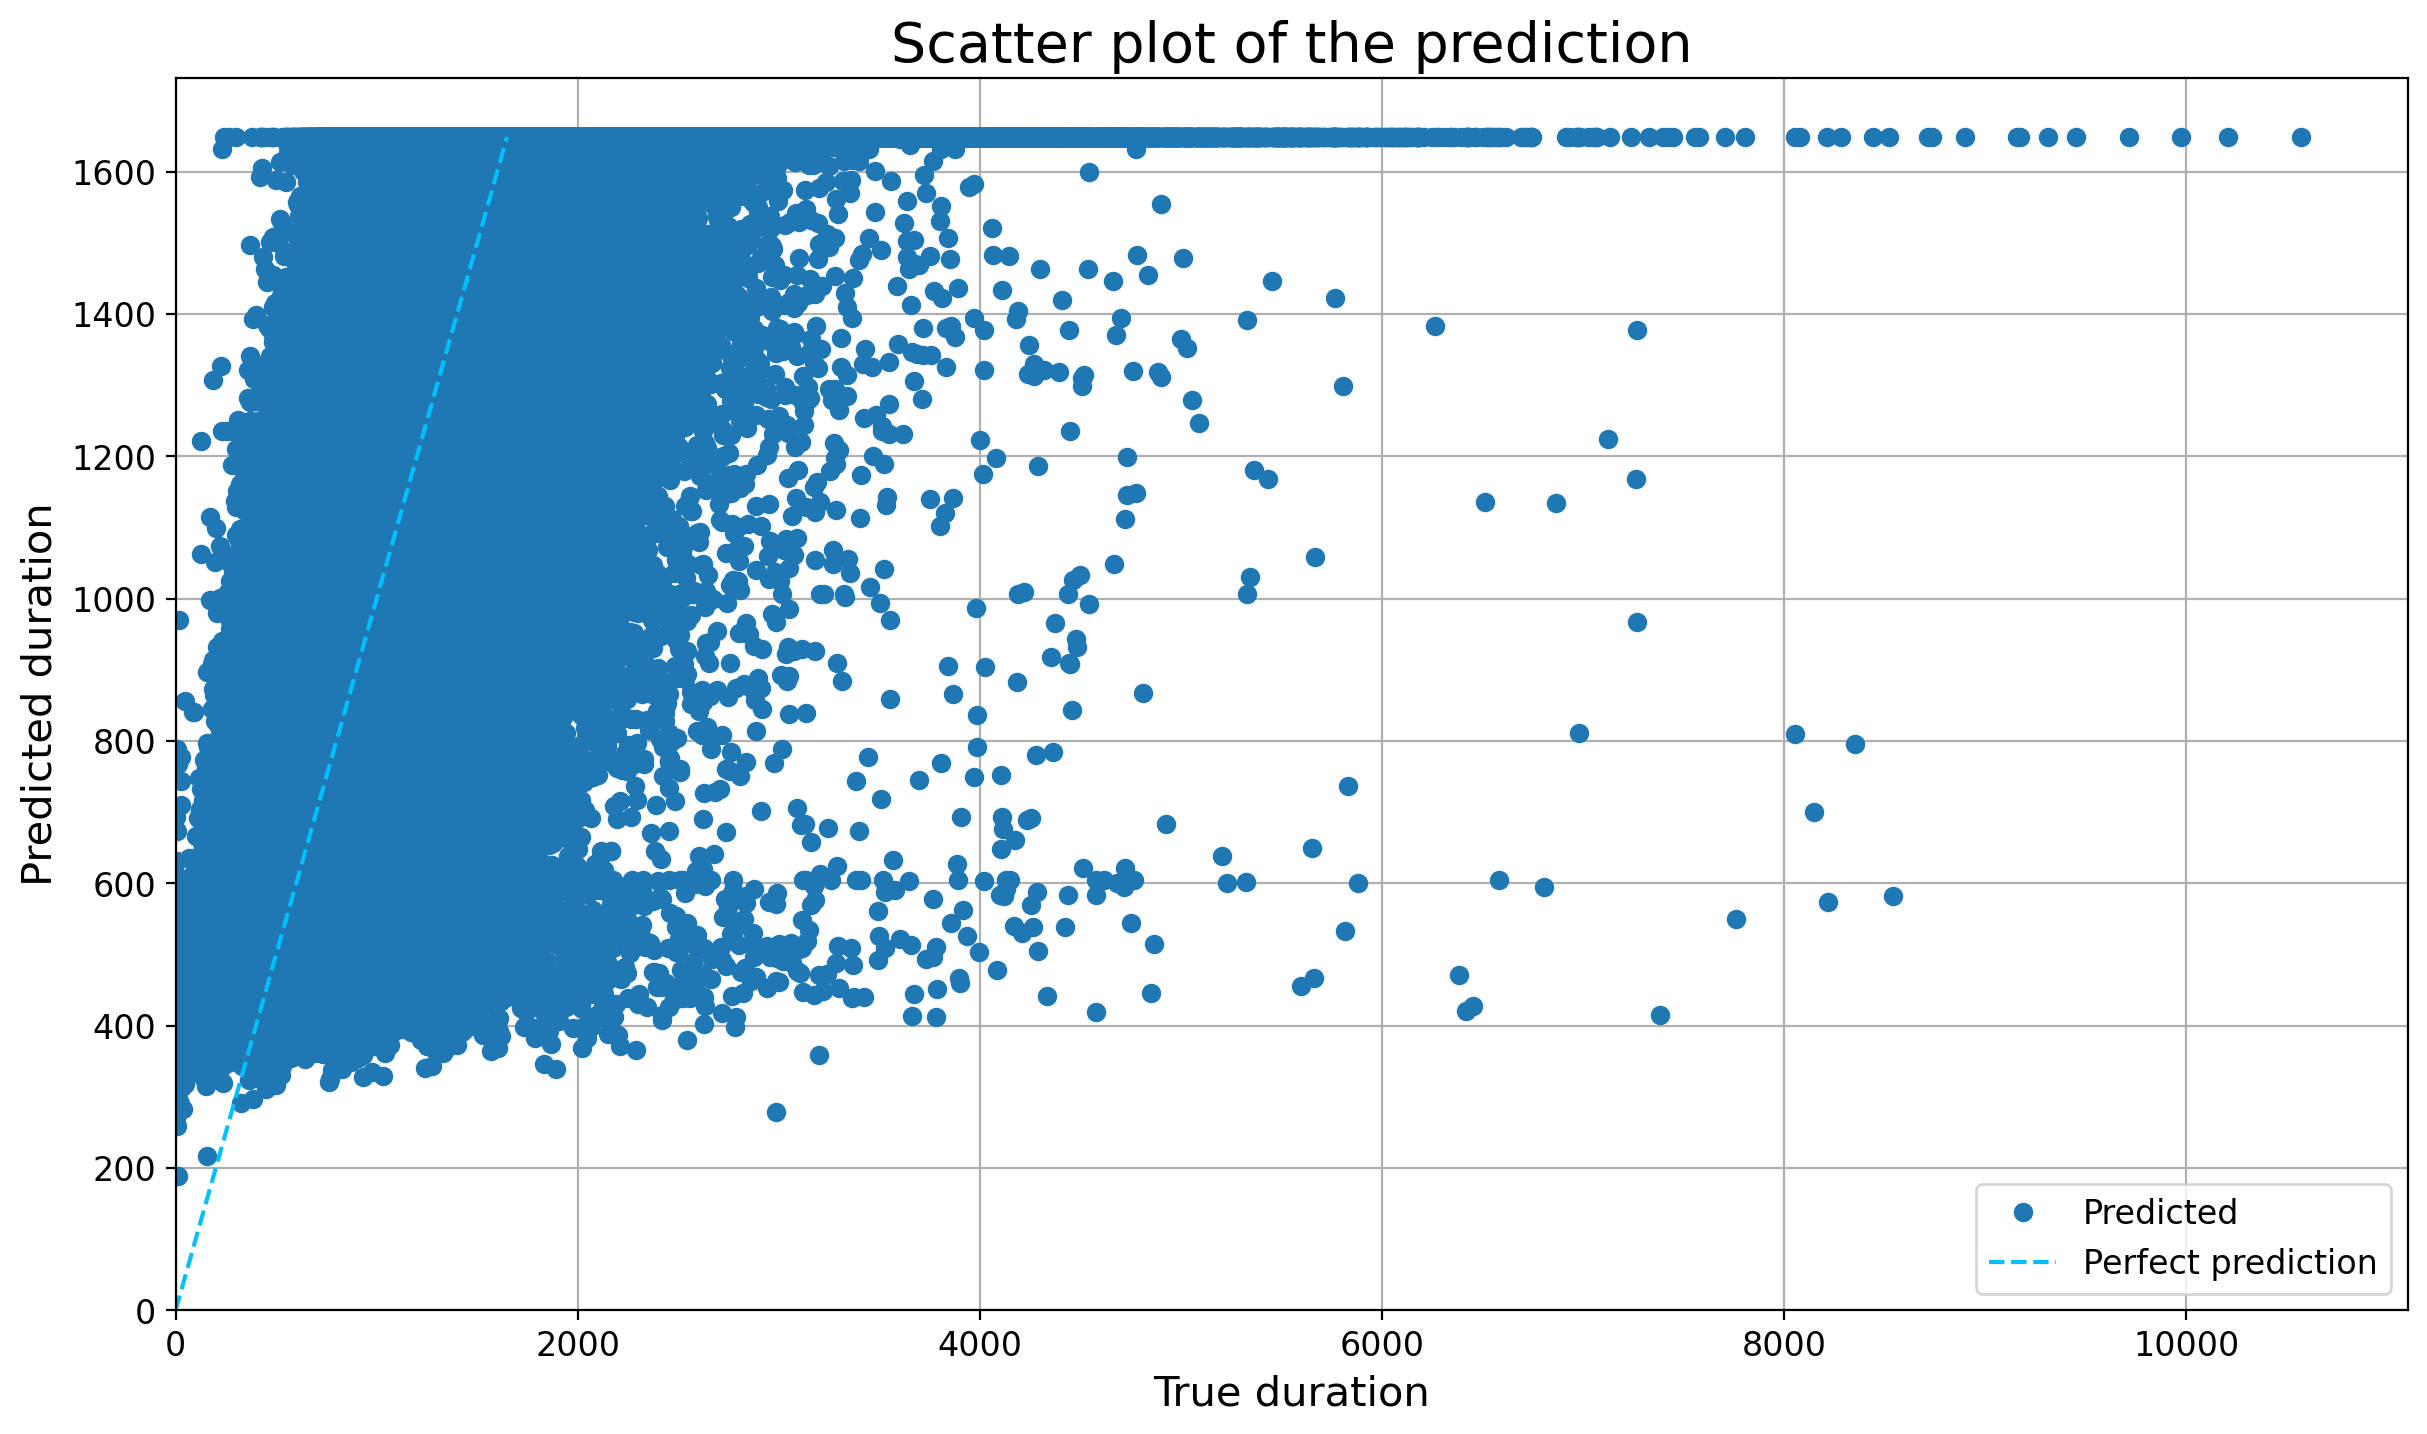 Scatter plot of the prediction
Predicted duration
1600
1400
1200
1000
800
600
400
200
0
0 2000 4000 6000 8000 10000
True duration
Predicted
Perfect prediction